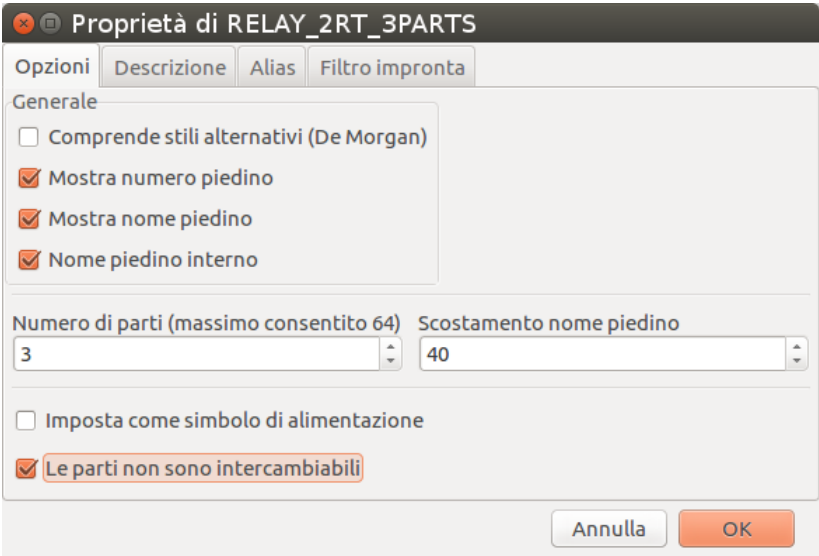 Proprietà di RELAY_2RT_3PARTS
Opzioni Descrizione Alias Filtro impronta
Generale
Comprende stili alternativi (De Morgan)
Mostra numero piedino
Mostra nome piedino
Nome piedino interno
Numero di parti (massimo consentito 64) Scostamento nome piedino
3 40
Imposta come simbolo di alimentazione
Le parti non sono intercambiabili
Annulla OK